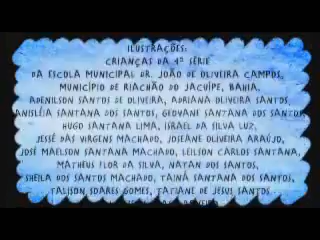 ILUSTRAÇÕES:
CRIANÇAS DA 4ª SÉRIE
DA ESCOLA MUNICIPAL DR. JOÃO DE OLIVEIRA CAMPOS,
MUNICÍPIO DE RIACHÃO DO JACUÍPE, BAHIA.
ADENILSON SANTOS DE OLIVEIRA, ADRIANA OLIVEIRA SANTOS,
ANISLÉIA SANTANA DOS SANTOS, GEOVANE SANTANA DOS SANTOS,
HUGO SANTANA LIMA, ISRAEL DA SILVA LUZ,
JESSÉ DAS VIRGENS MACHADO, JOSEANE OLIVEIRA ARAÚJO,
JOSÉ MAELSON SANTANA MACHADO, LEILSON CARLOS SANTANA,
MATHEUS FLOR DA SILVA, NATAN DOS SANTOS,
SHEILA DOS SANTOS MACHADO, TAINÁ SANTANA DOS SANTOS,
TALISON SOARES GOMES, TATIANE DE JESUS SANTOS